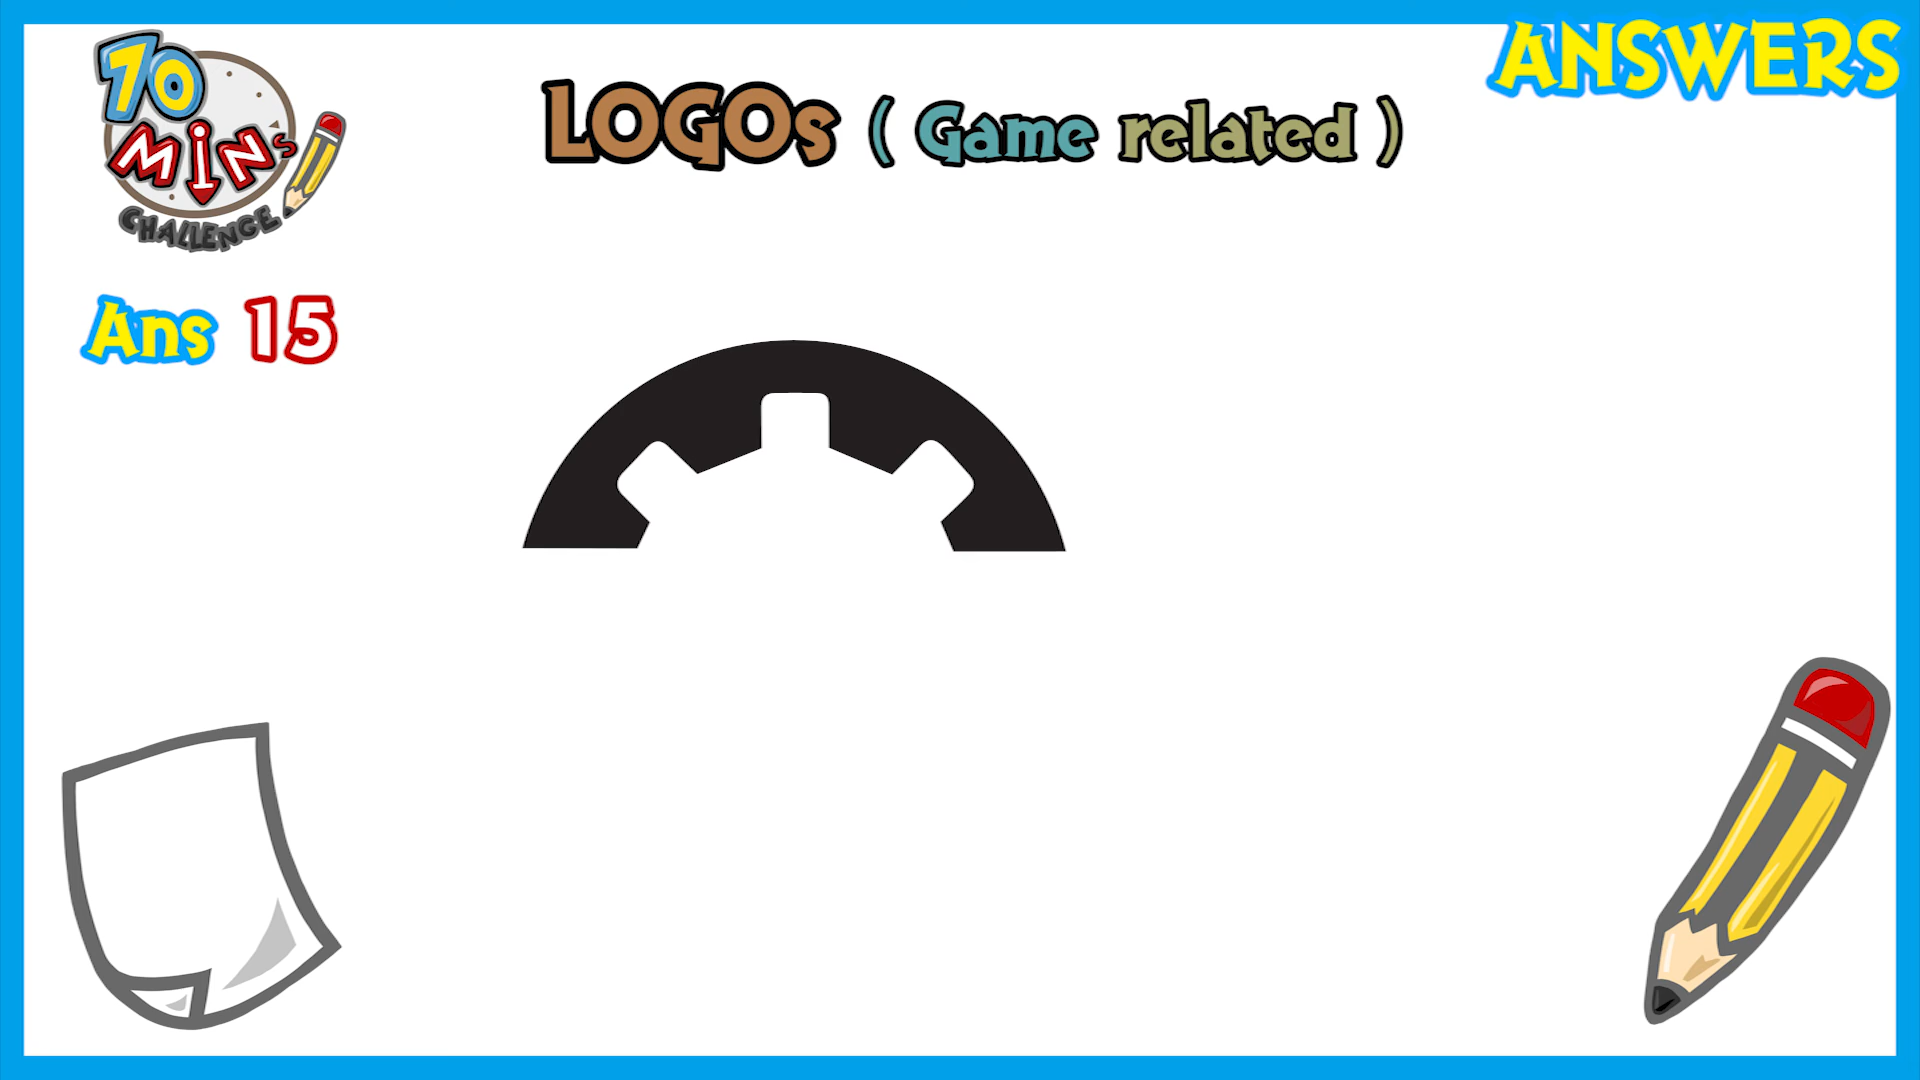 70
MINs
CHALLENGE
ANSWERS
LOGOs ( Game related )
Ans 15